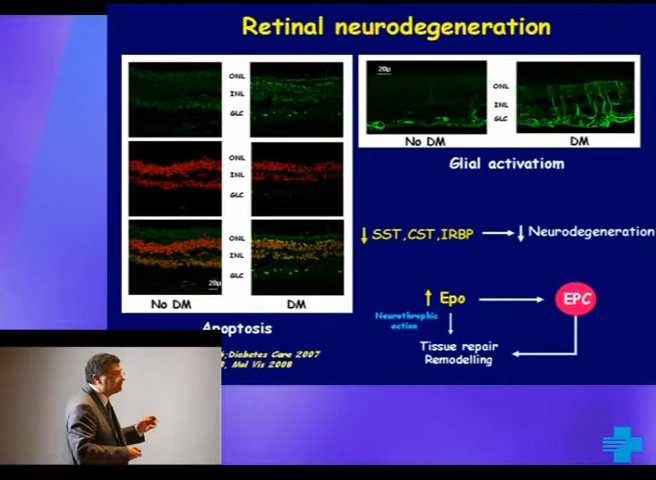 Retinal neurodegeneration
ONL
INL
GLC
ONL
INL
GLC
ONL
INL
GLC
20µ
No DM
DM
Apoptosis
;Diabetes Care 2007
, Mol Vis 2008
20µ
ONL
INL
GLC
No DM
DM
Glial activatiom
↓ SST,CST,IRBP → ↓ Neurodegeneration
↑ Epo → EPC
Neurothrophic
action
Tissue repair
Remodelling